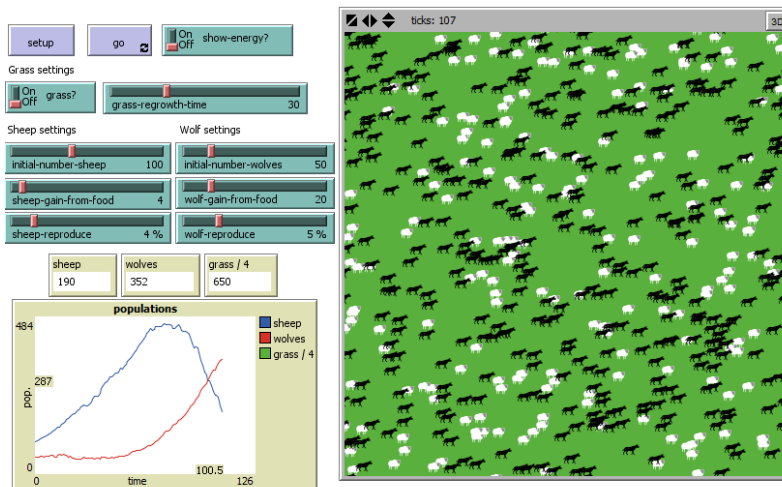 ticks: 107
3D
setup
go
On
Off
show-energy?
Grass settings
On
Off
grass?
grass-regrowth-time 30
Sheep settings
Wolf settings
initial-number-sheep 100
initial-number-wolves 50
sheep-gain-from-food 4
wolf-gain-from-food 20
sheep-reproduce 4 %
wolf-reproduce 5 %
sheep
190
wolves
352
grass / 4
650
populations
484
pop.
287
0
0
time
100.5
126
sheep
wolves
grass / 4